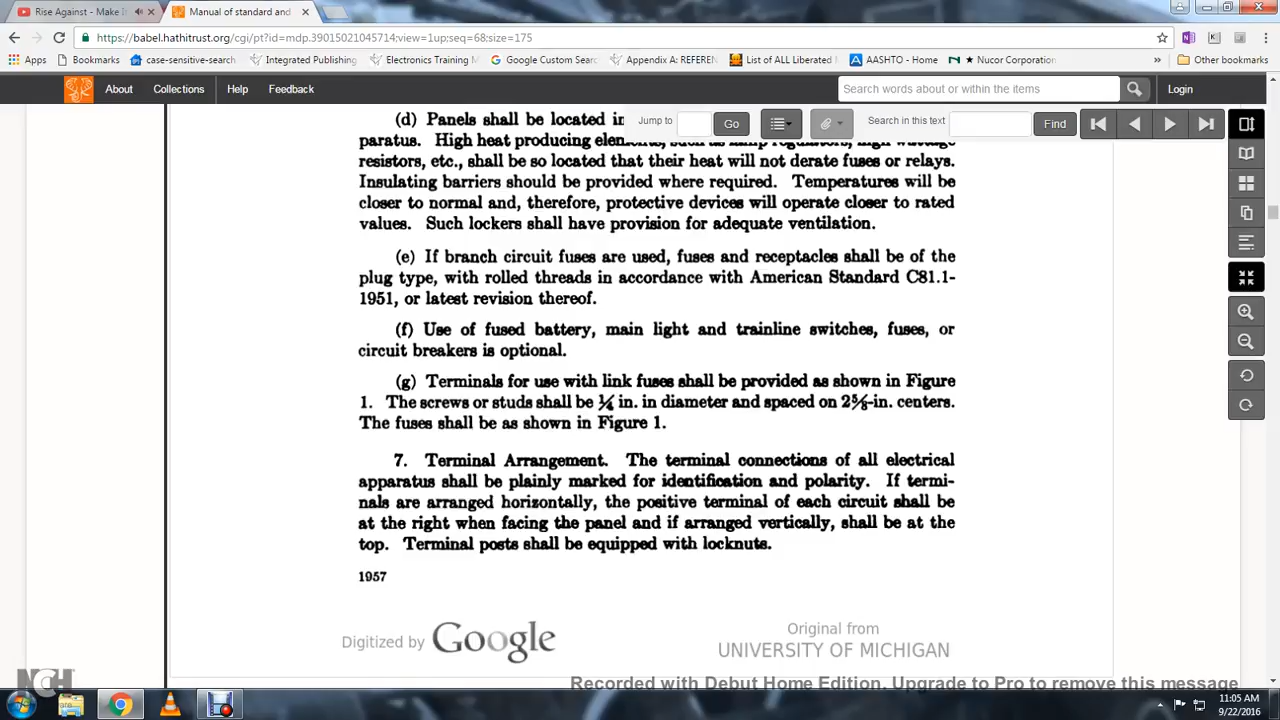 Rise Against - Make I
Manual of standard and
https://babel.hathitrust.org/cgi/pt?id=mdp.39015021045714;view=1up;seq=68;size=175
Apps
Bookmarks
case-sensitive-search:
Integrated Publishing
Electronics Training
Google Custom Sear
Appendix A: REFEREN
List of ALL Liberated
AASHTO - Home
Nucor Corporation
»
Other bookmarks
About
Collections
Help
Feedback
Search words about or within the items
Login
Jump to
Go
Search in this text
Find
(d) Panels shall be located in
paratus. High heat producing elements, such as lamp regulators, high wattage
resistors, etc., shall be so located that their heat will not derate fuses or relays.
Insulating barriers should be provided where required. Temperatures will be
closer to normal and, therefore, protective devices will operate closer to rated
values. Such lockers shall have provision for adequate ventilation.
(e) If branch circuit fuses are used, fuses and receptacles shall be of the
plug type, with rolled threads in accordance with American Standard C81.1-
1951, or latest revision thereof.
(f) Use of fused battery, main light and trainline switches, fuses, or
circuit breakers is optional.
(g) Terminals for use with link fuses shall be provided as shown in Figure
1. The screws or studs shall be ¼ in. in diameter and spaced on 2⅝-in. centers.
The fuses shall be as shown in Figure 1.
7. Terminal Arrangement. The terminal connections of all electrical
apparatus shall be plainly marked for identification and polarity. If termi-
nals are arranged horizontally, the positive terminal of each circuit shall be
at the right when facing the panel and if arranged vertically, shall be at the
top. Terminal posts shall be equipped with locknuts.
1957
Digitized by Google
Original from
UNIVERSITY OF MICHIGAN
NCH
Recorded with Debut Home Edition. Upgrade to Pro to remove this message
11:05 AM
9/22/2016